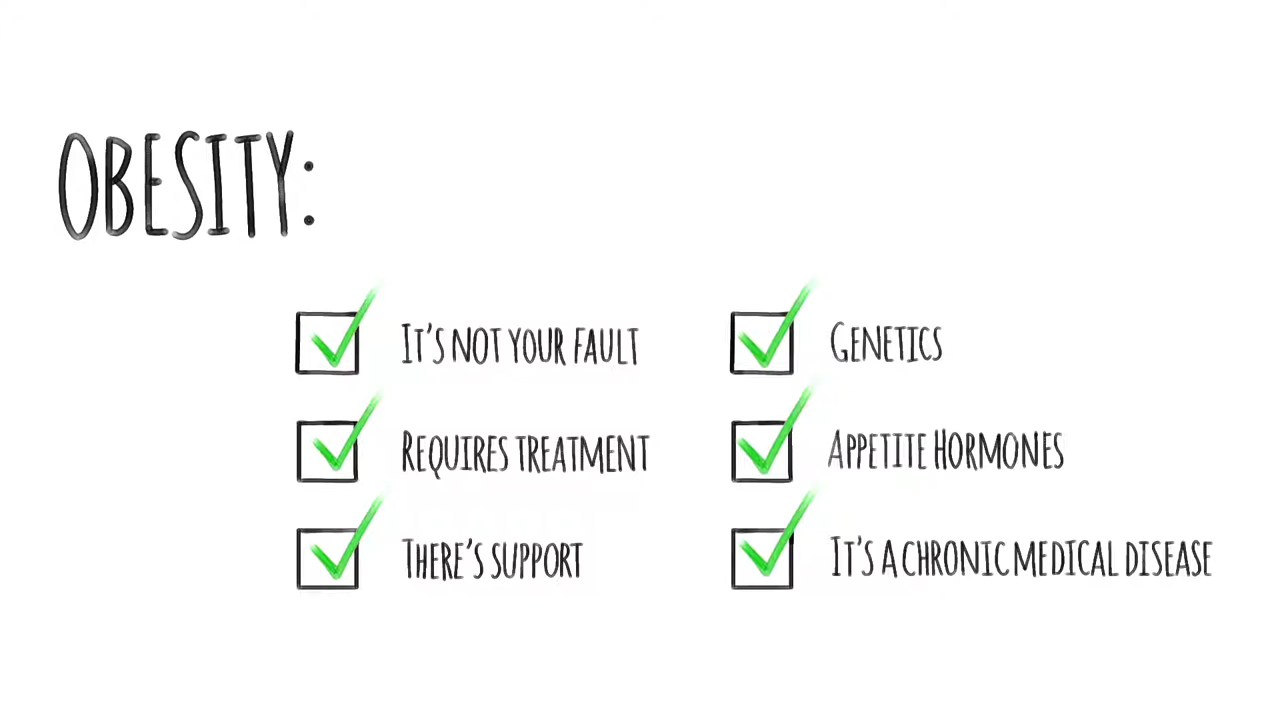 OBESITY:
IT'S NOT YOUR FAULT
REQUIRES TREATMENT
THERE'S SUPPORT
GENETICS
APPETITE HORMONES
IT'S A CHRONIC MEDICAL DISEASE